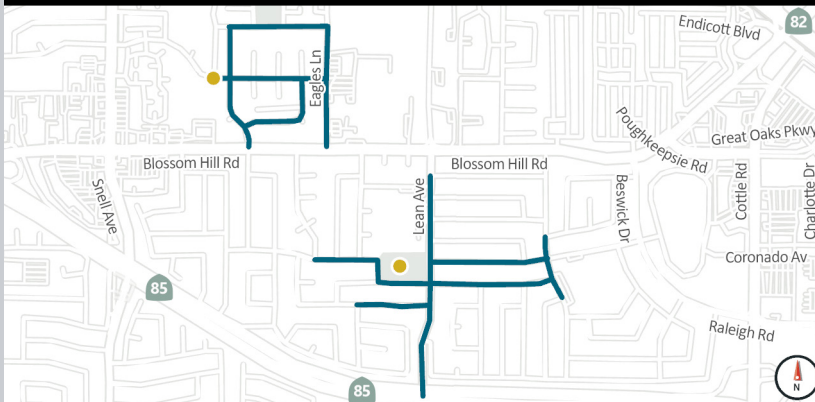 Endicott Blvd
82
Eagles Ln
Poughkeepsie Rd
Great Oaks Pkwy
Blossom Hill Rd
Blossom Hill Rd
Snell Ave
Lean Ave
Beswick Dr
Cottle Rd
Charlotte Dr
Coronado Av
85
Raleigh Rd
85
N